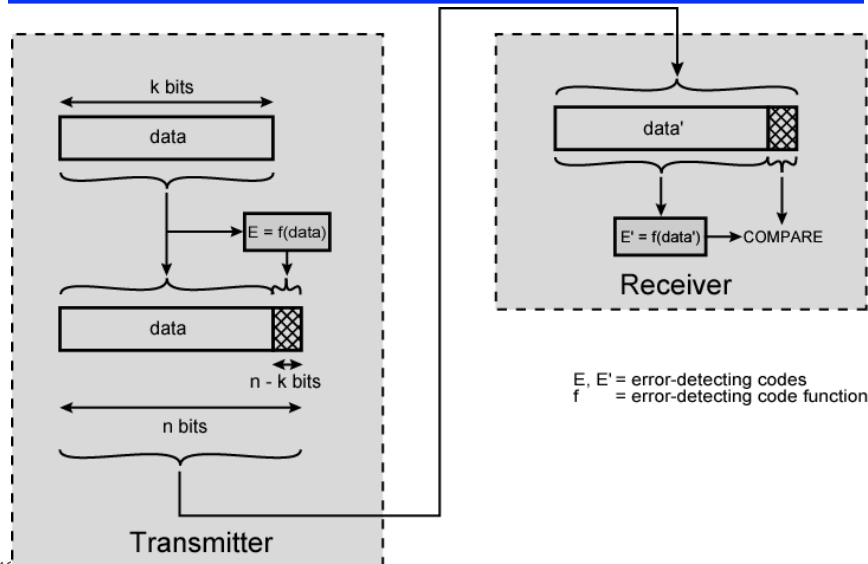 k bits
data
E = f(data)
data
n - k bits
n bits
Transmitter
data'
E' = f(data')
COMPARE
Receiver
E, E' = error-detecting codes
f = error-detecting code function